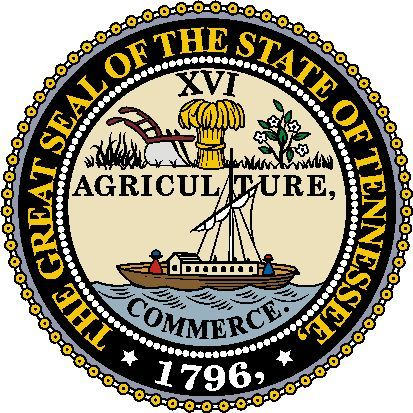 THE GREAT SEAL OF THE STATE OF TENNESSEE,
XVI
AGRICULTURE,
COMMERCE.
1796,